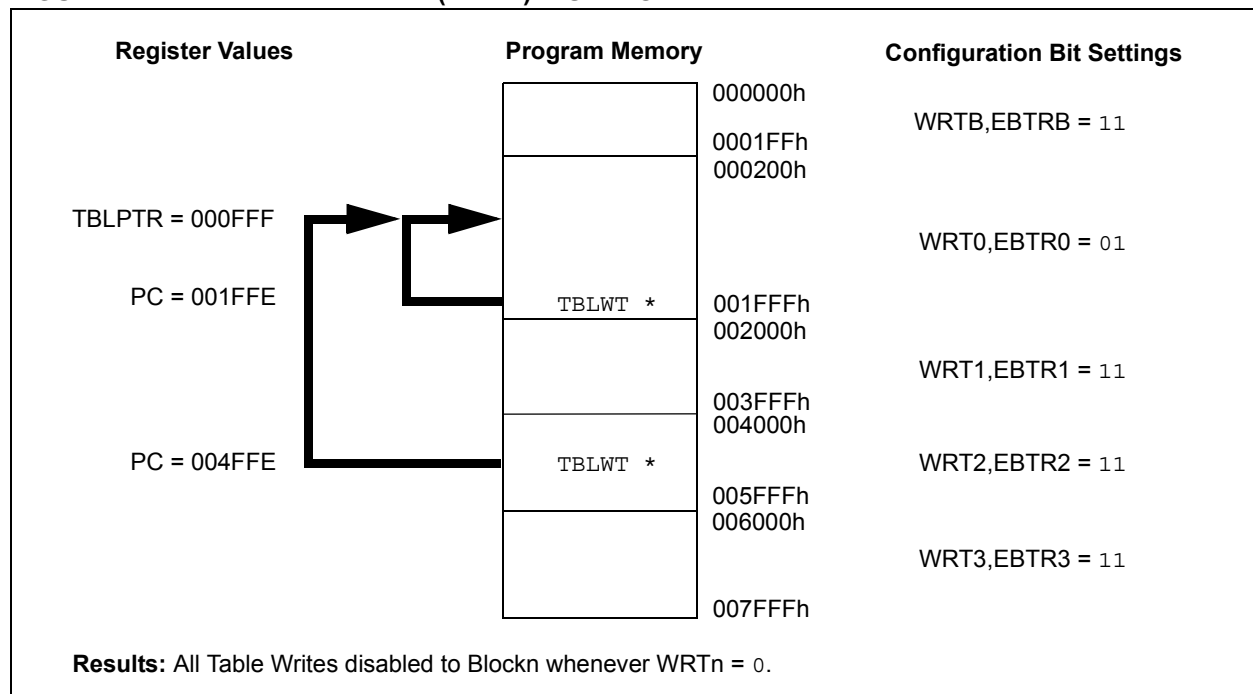 Register Values Program Memory Configuration Bit Settings
000000h
WRTB,EBTRB = 11
0001FFh
000200h
TBLPTR = 000FFF
WRT0,EBTR0 = 01
PC = 001FFE TBLWT * 001FFFh
002000h
WRT1,EBTR1 = 11
003FFFh
004000h
PC = 004FFE TBLWT * WRT2,EBTR2 = 11
005FFFh
006000h
WRT3,EBTR3 = 11
007FFFh
Results: All Table Writes disabled to Blockn whenever WRTn = 0.